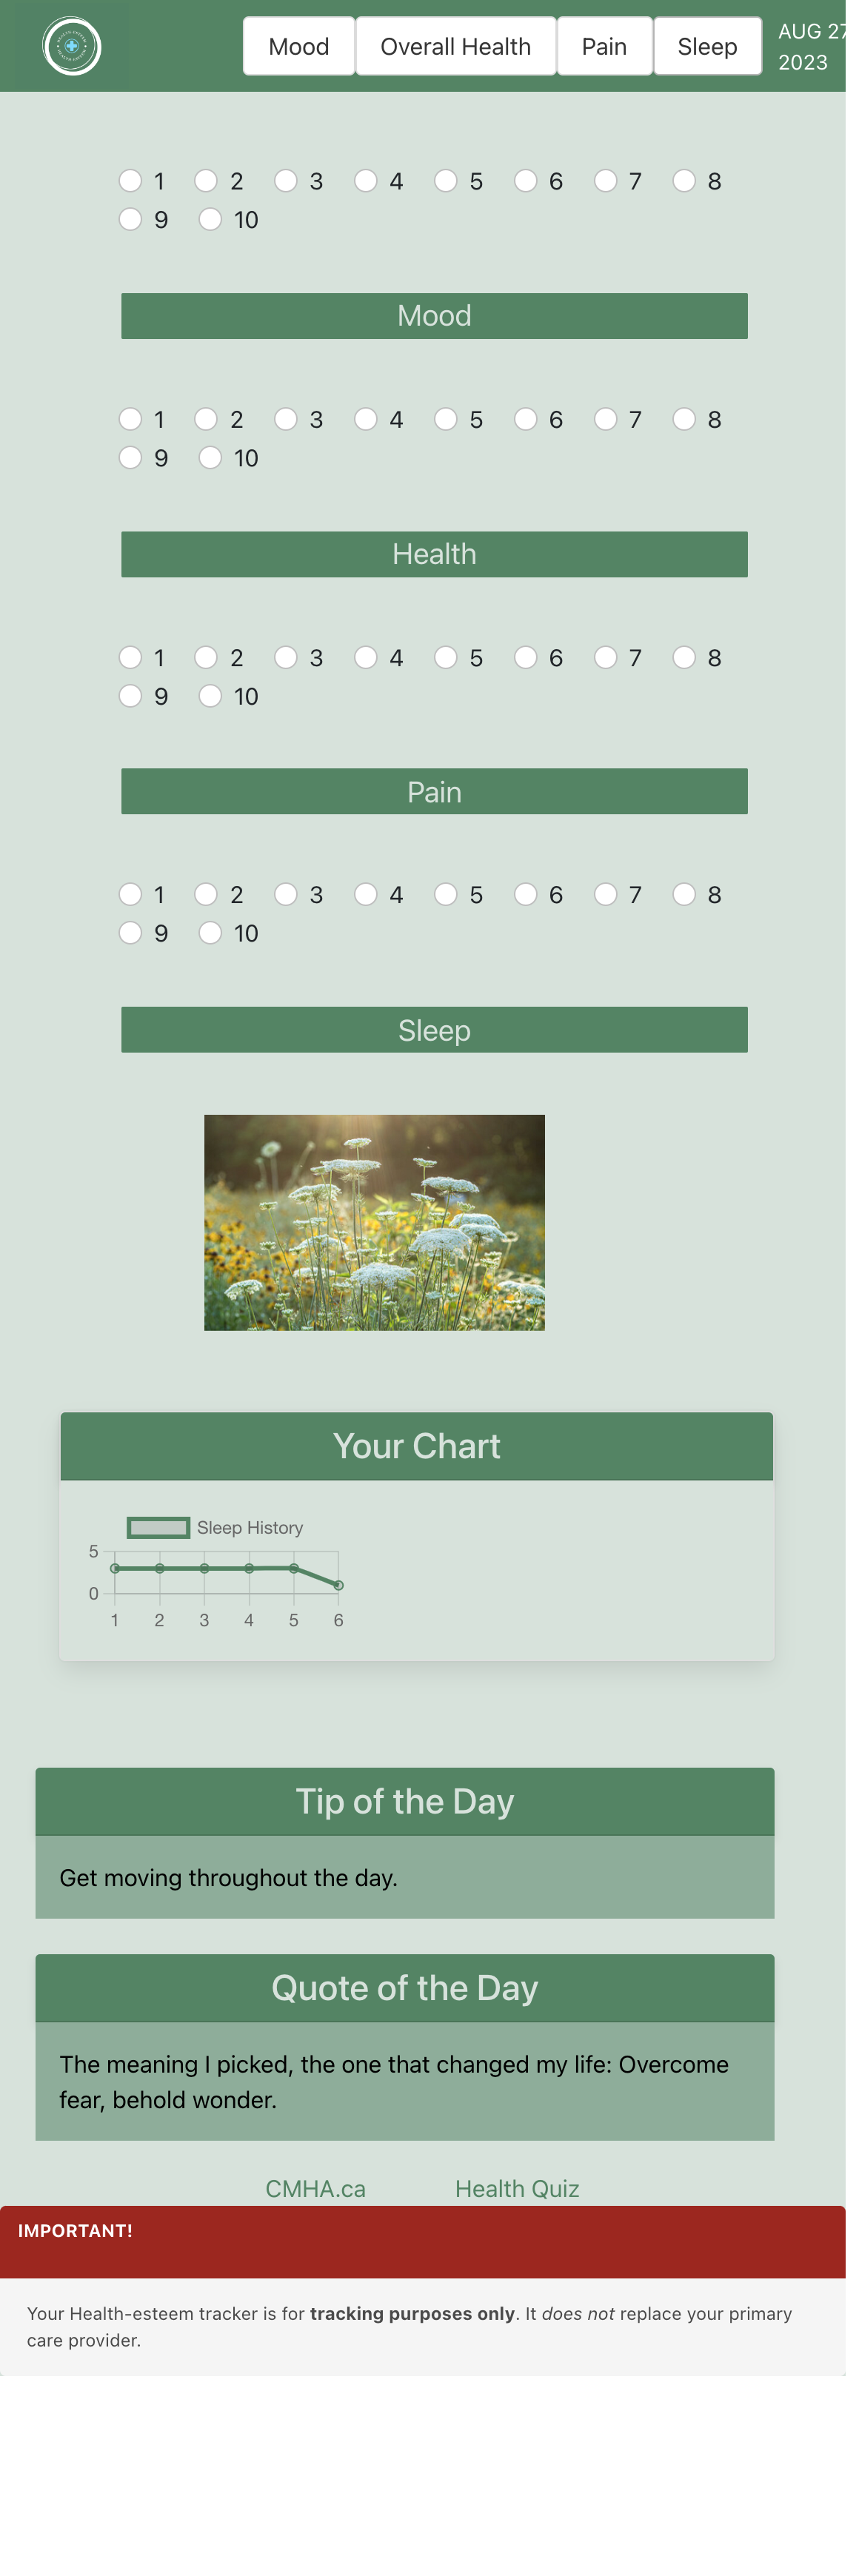 Mood Overall Health Pain Sleep
AUG 27
2023
1 2 3 4 5 6 7 8
9 10
Mood
1 2 3 4 5 6 7 8
9 10
Health
1 2 3 4 5 6 7 8
9 10
Pain
1 2 3 4 5 6 7 8
9 10
Sleep
Your Chart
Sleep History
5
0
1 2 3 4 5 6
Tip of the Day
Get moving throughout the day.
Quote of the Day
The meaning I picked, the one that changed my life: Overcome
fear, behold wonder.
CMHA.ca Health Quiz
IMPORTANT!
Your Health-esteem tracker is for tracking purposes only. It does not replace your primary
care provider.